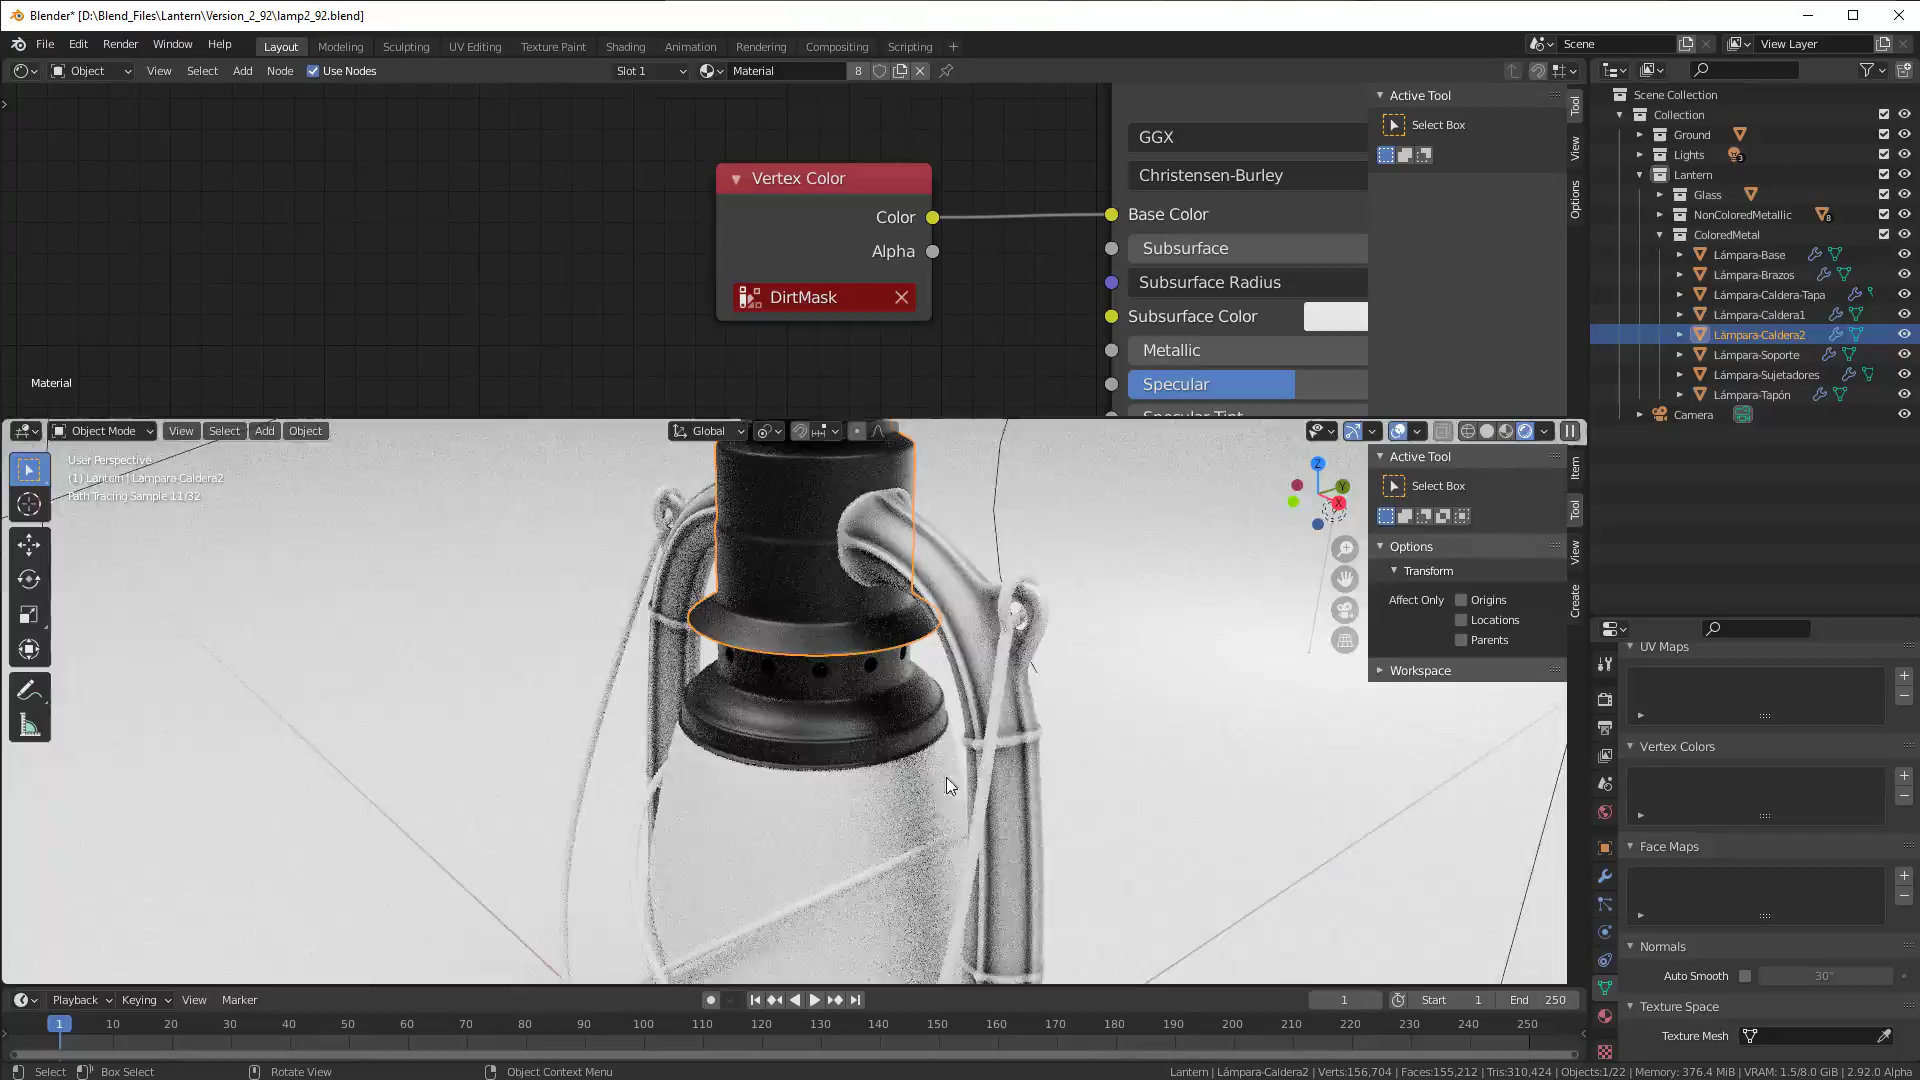 Blender* [D:\Blend_Files\Lantern\Version_2_92\lamp2_92.blend]
File Edit Render Window Help Layout Modeling Sculpting UV Editing Texture Paint Shading Animation Rendering Compositing Scripting + Scene View Layer
Object View Select Add Node Use Nodes Slot 1 Material 8
Active Tool
Select Box
Tool
View
Options
GGX
Christensen-Burley
Base Color
Subsurface
Subsurface Radius
Subsurface Color
Metallic
Specular
Vertex Color
Color
Alpha
DirtMask
Material
Scene Collection
Collection
Ground
Lights 3
Lantern
Glass
NonColoredMetallic 8
ColoredMetal
Lámpara-Base
Lámpara-Brazos
Lámpara-Caldera-Tapa
Lámpara-Caldera1
Lámpara-Caldera2
Lámpara-Soporte
Lámpara-Sujetadores
Lámpara-Tapón
Camera
Object Mode View Select Add Object Global
User Perspective
(1) Lantern | Lámpara-Caldera2
Path Tracing Sample 11/32
Z
Y
X
Active Tool
Select Box
Options
Transform
Affect Only Origins
Locations
Parents
Workspace
Item
Tool
View
Create
UV Maps
Vertex Colors
Face Maps
Normals
Auto Smooth 30°
Texture Space
Texture Mesh
Playback Keying View Marker 1 Start 1 End 250
1 10 20 30 40 50 60 70 80 90 100 110 120 130 140 150 160 170 180 190 200 210 220 230 240 250
Select Box Select Rotate View Object Context Menu Lantern | Lámpara-Caldera2 | Verts:156,704 | Faces:155,212 | Tris:310,424 | Objects:1/22 | Memory: 376.4 MiB | VRAM: 1.5/8.0 GiB | 2.92.0 Alpha